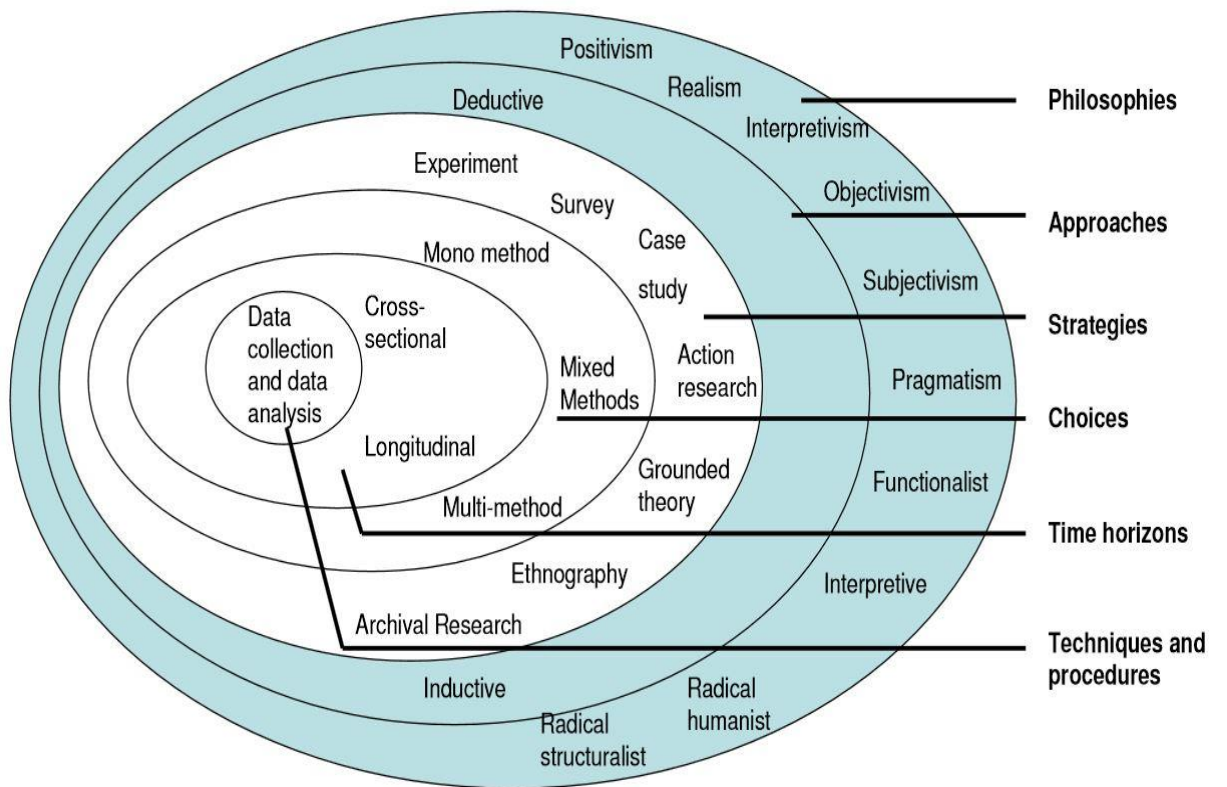 Positivism
Realism
Interpretivism
Objectivism
Subjectivism
Pragmatism
Functionalist
Interpretive
Radical
humanist
Radical
structuralist
Deductive
Inductive
Experiment
Survey
Case
study
Action
research
Grounded
theory
Ethnography
Archival Research
Mono method
Mixed
Methods
Multi-method
Cross-
sectional
Longitudinal
Data
collection
and data
analysis
Philosophies
Approaches
Strategies
Choices
Time horizons
Techniques and
procedures